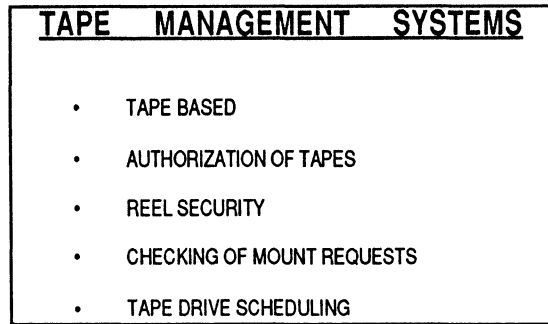 TAPE MANAGEMENT SYSTEMS
• TAPE BASED
• AUTHORIZATION OF TAPES
• REEL SECURITY
• CHECKING OF MOUNT REQUESTS
• TAPE DRIVE SCHEDULING